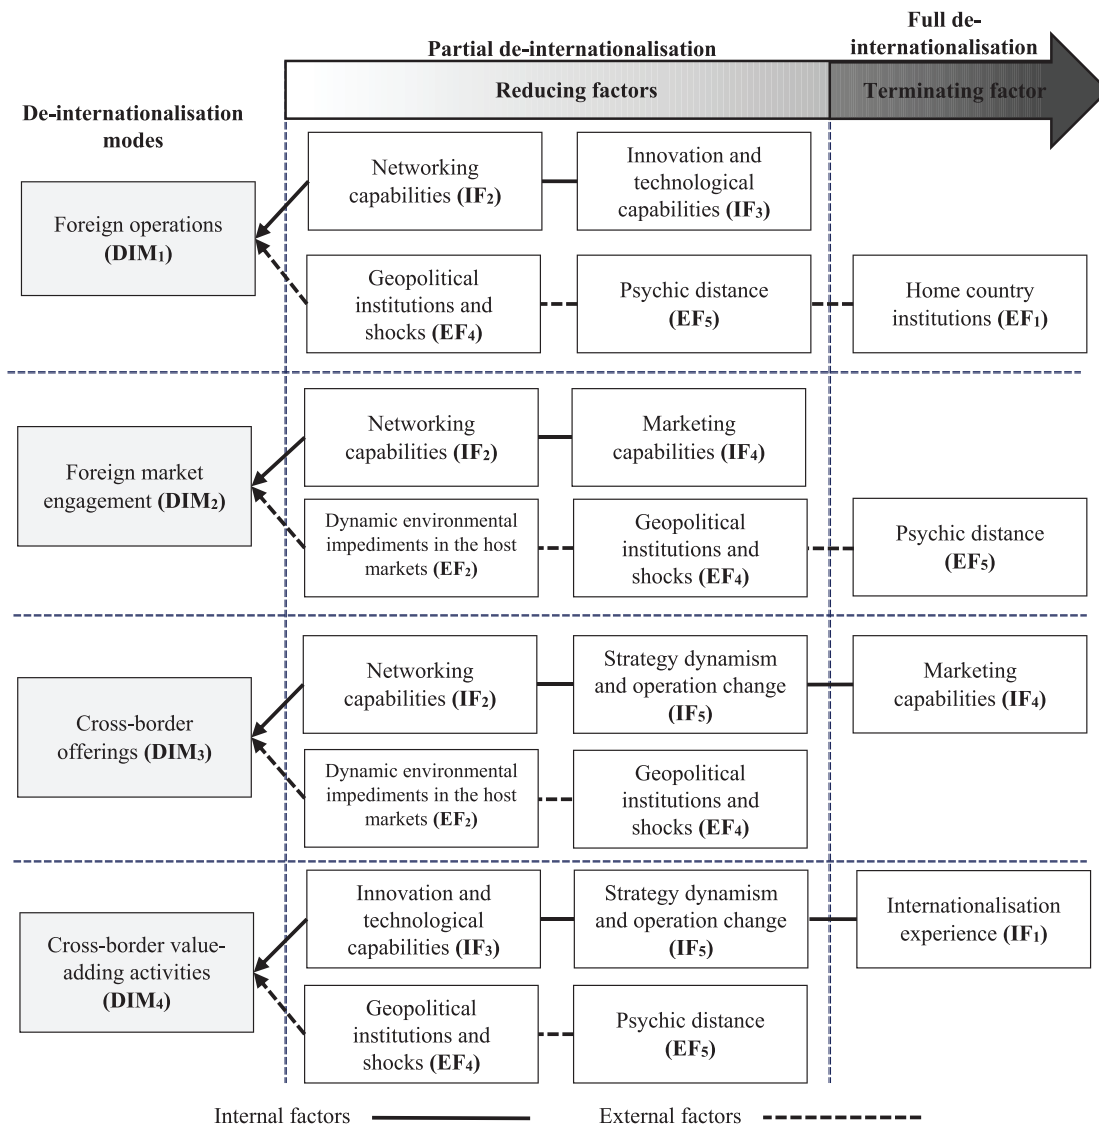 Full de-
internationalisation
Partial de-internationalisation
Reducing factors
Terminating factor
De-internationalisation
modes
Networking
capabilities (IF₂)
Innovation and
technological
capabilities (IF₃)
Foreign operations
(DIM₁)
Geopolitical
institutions and
shocks (EF₄)
Psychic distance
(EF₅)
Home country
institutions (EF₁)
Networking
capabilities (IF₂)
Marketing
capabilities (IF₄)
Foreign market
engagement (DIM₂)
Dynamic environmental
impediments in the host
markets (EF₂)
Geopolitical
institutions and
shocks (EF₄)
Psychic distance
(EF₅)
Networking
capabilities (IF₂)
Strategy dynamism
and operation change
(IF₅)
Marketing
capabilities (IF₄)
Cross-border
offerings (DIM₃)
Dynamic environmental
impediments in the host
markets (EF₂)
Geopolitical
institutions and
shocks (EF₄)
Innovation and
technological
capabilities (IF₃)
Strategy dynamism
and operation change
(IF₅)
Internationalisation
experience (IF₁)
Cross-border value-
adding activities
(DIM₄)
Geopolitical
institutions and
shocks (EF₄)
Psychic distance
(EF₅)
Internal factors
External factors